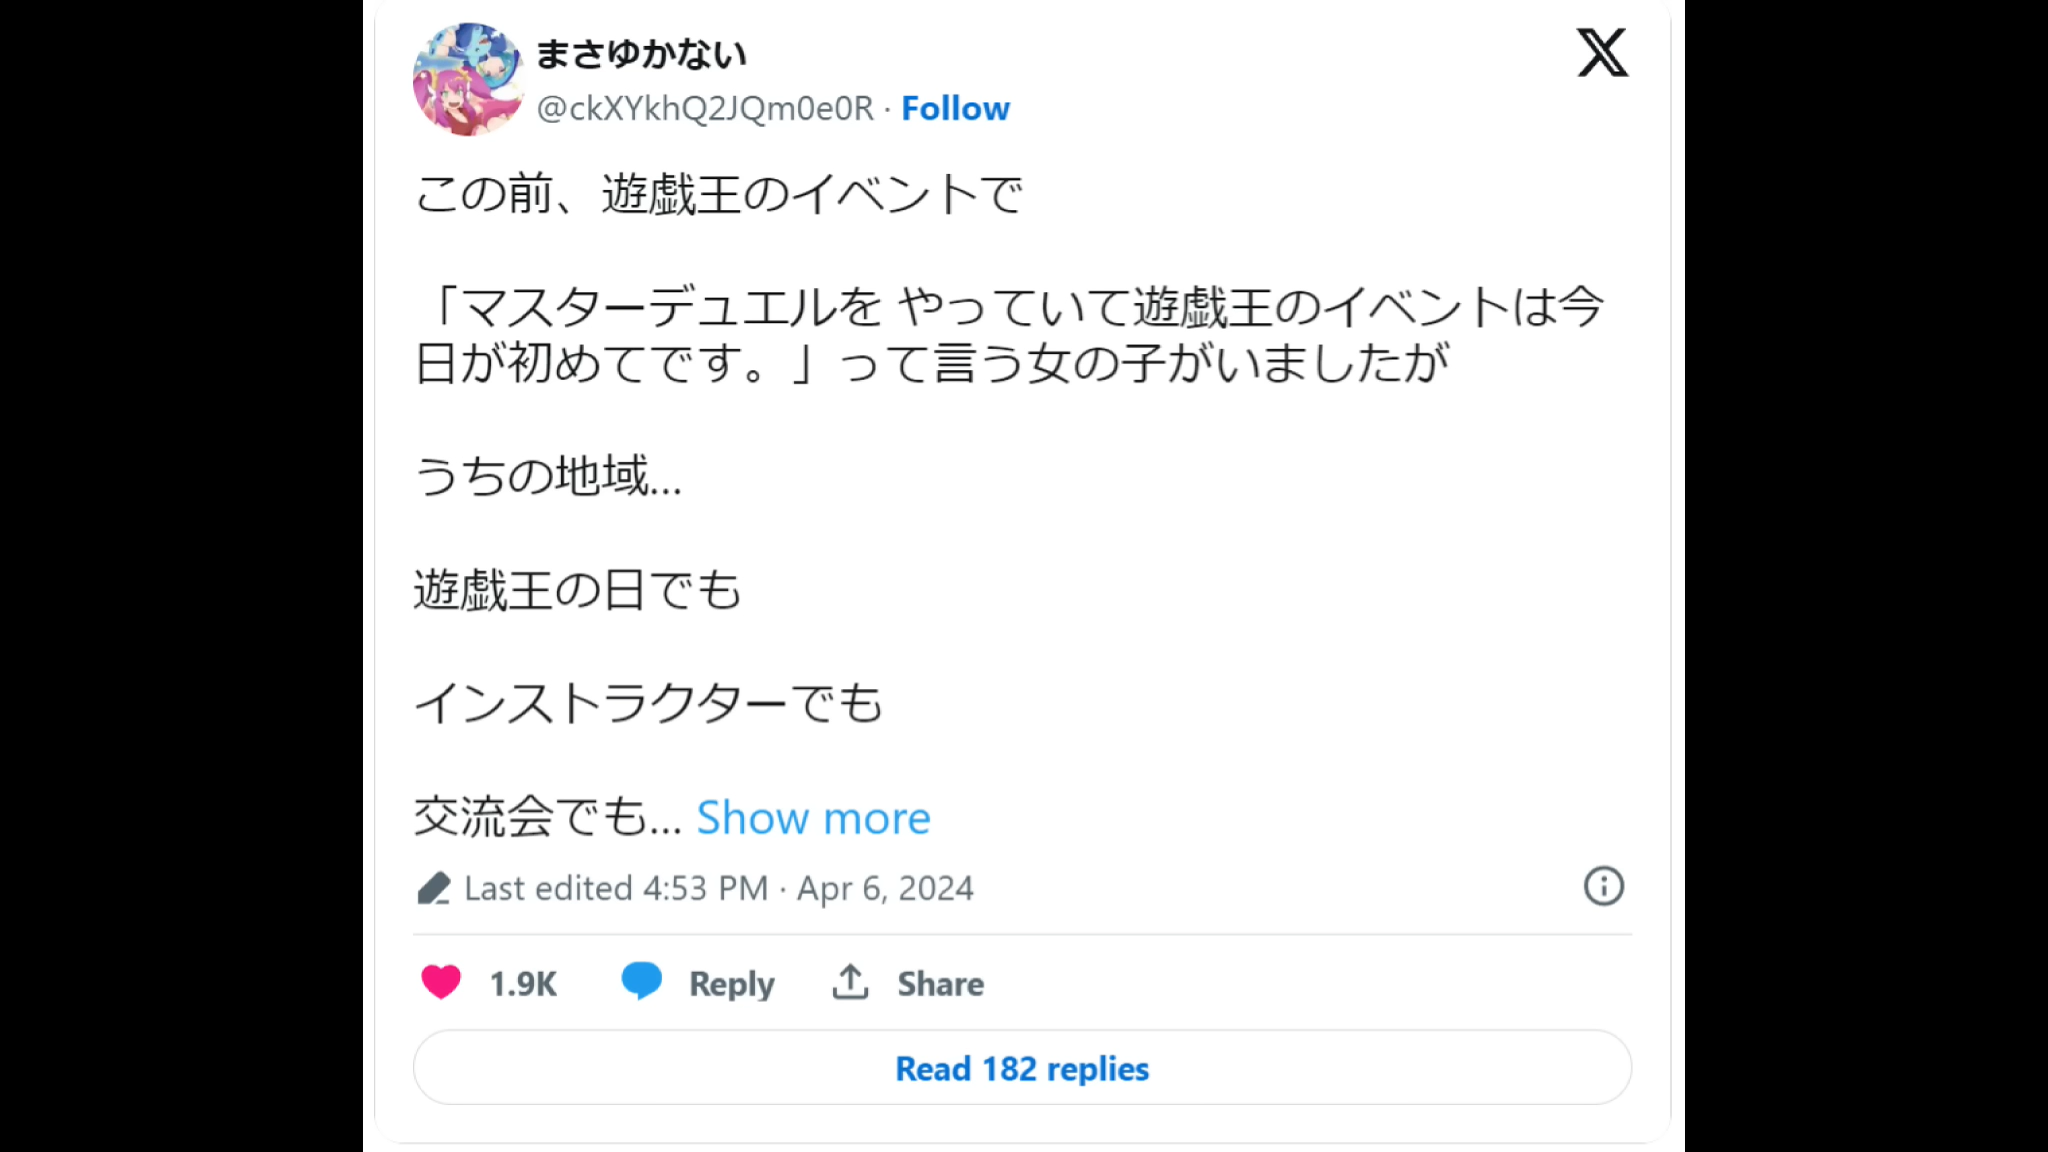 まさゆかない
@ckXYkhQ2JQm0e0R · Follow
この前、遊戯王のイベントで
「マスターデュエルを やっていて遊戯王のイベントは今
日が初めてです。」って言う女の子がいましたが
うちの地域...
遊戯王の日でも
インストラクターでも
交流会でも... Show more
Last edited 4:53 PM · Apr 6, 2024
1.9K Reply Share
Read 182 replies